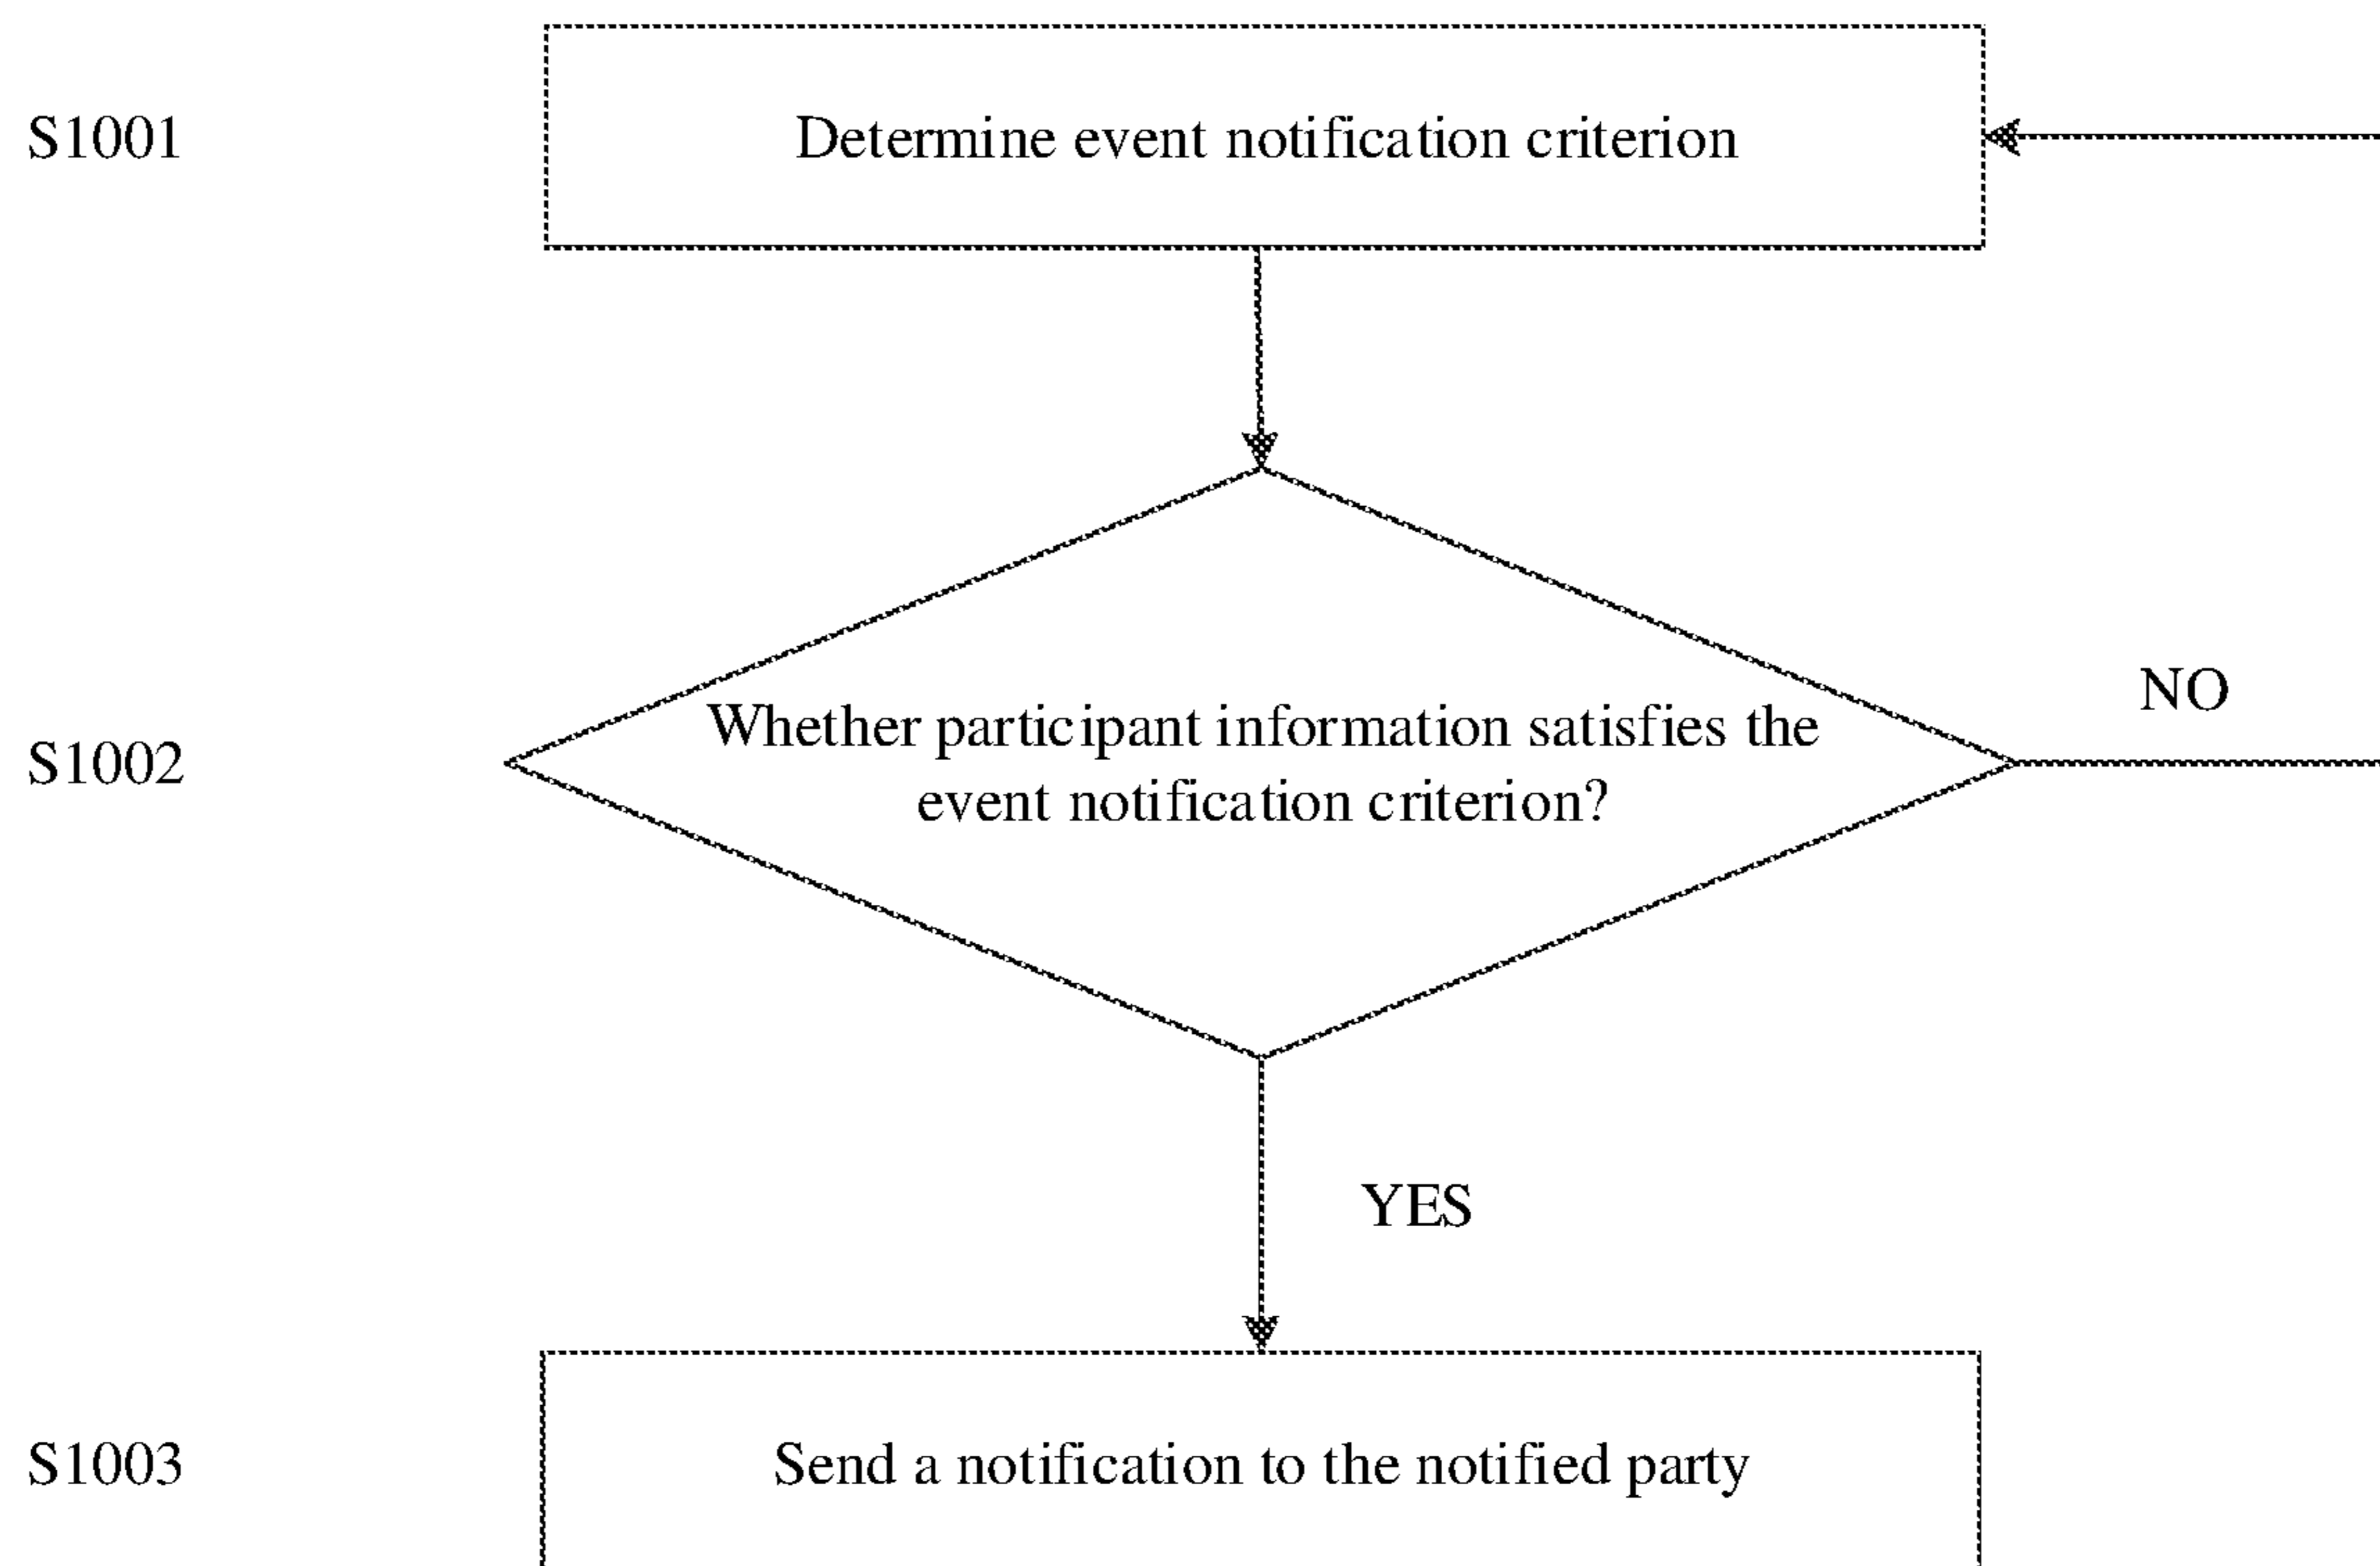 S1001
Determine event notification criterion
NO
S1002
Whether participant information satisfies the
event notification criterion?
YES
S1003
Send a notification to the notified party